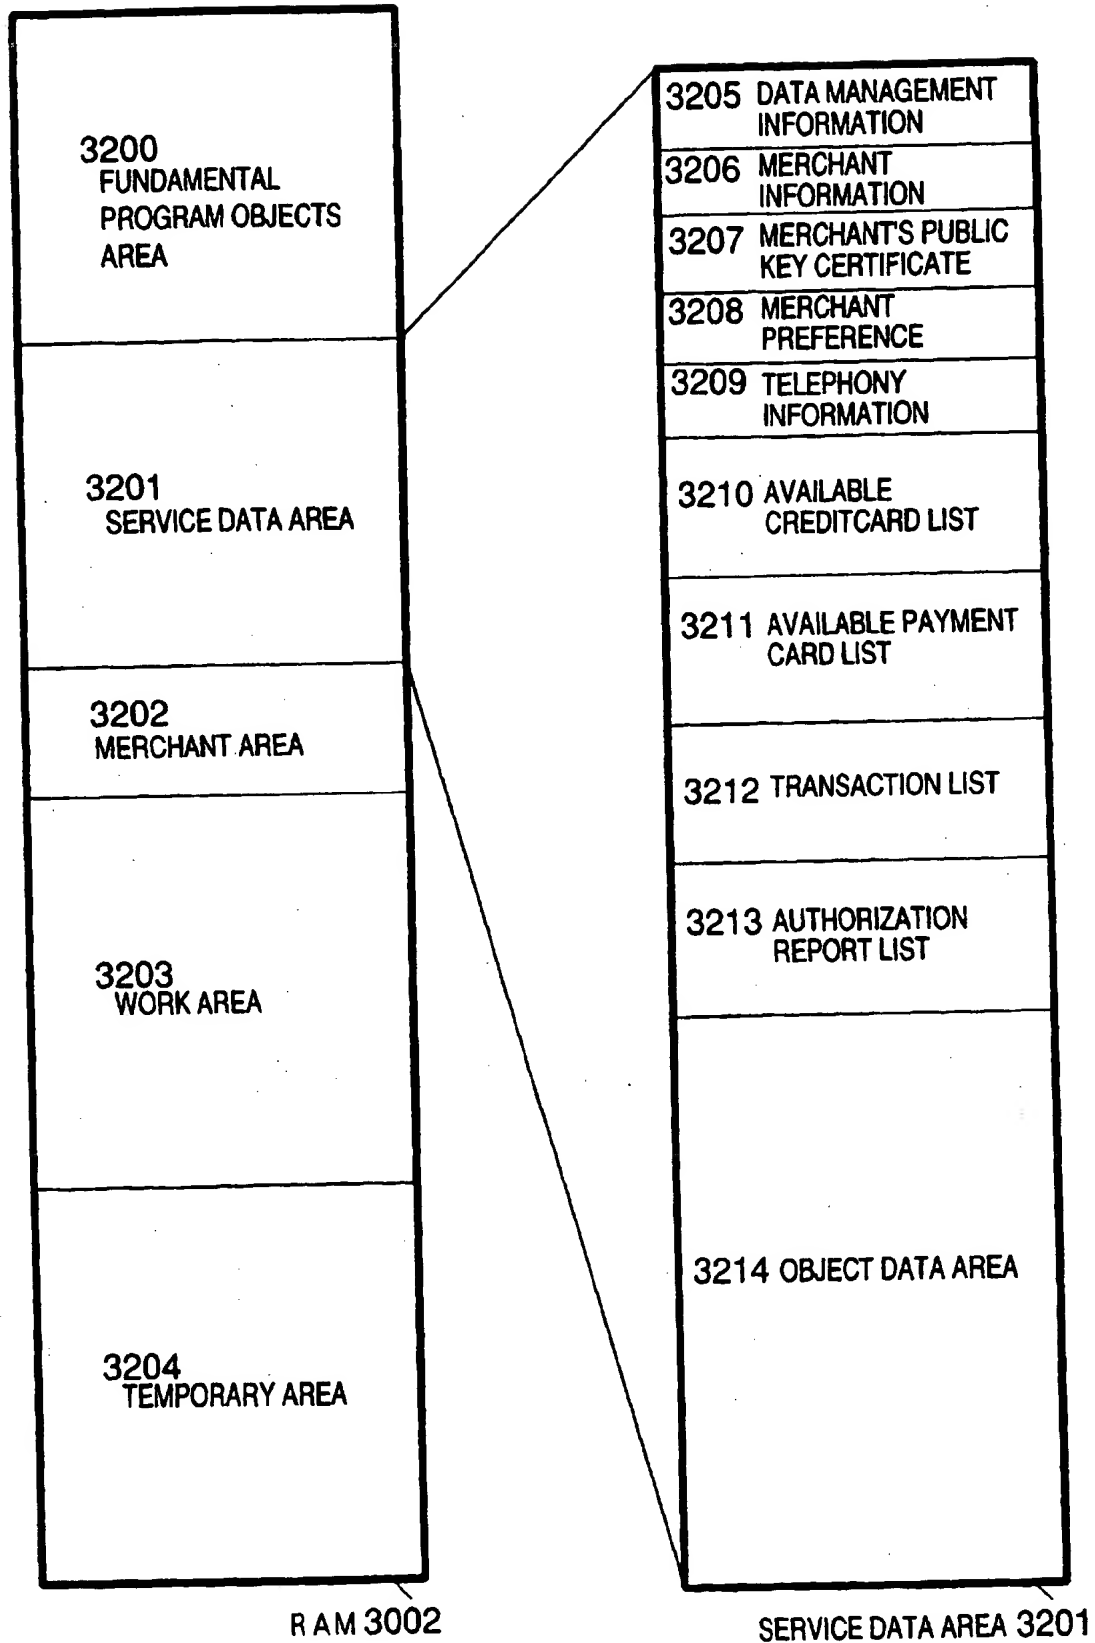 3200
FUNDAMENTAL
PROGRAM OBJECTS
AREA
3201
SERVICE DATA AREA
3202
MERCHANT AREA
3203
WORK AREA
3204
TEMPORARY AREA
RAM 3002
3205 DATA MANAGEMENT
INFORMATION
3206 MERCHANT
INFORMATION
3207 MERCHANT'S PUBLIC
KEY CERTIFICATE
3208 MERCHANT
PREFERENCE
3209 TELEPHONY
INFORMATION
3210 AVAILABLE
CREDITCARD LIST
3211 AVAILABLE PAYMENT
CARD LIST
3212 TRANSACTION LIST
3213 AUTHORIZATION
REPORT LIST
3214 OBJECT DATA AREA
SERVICE DATA AREA 3201